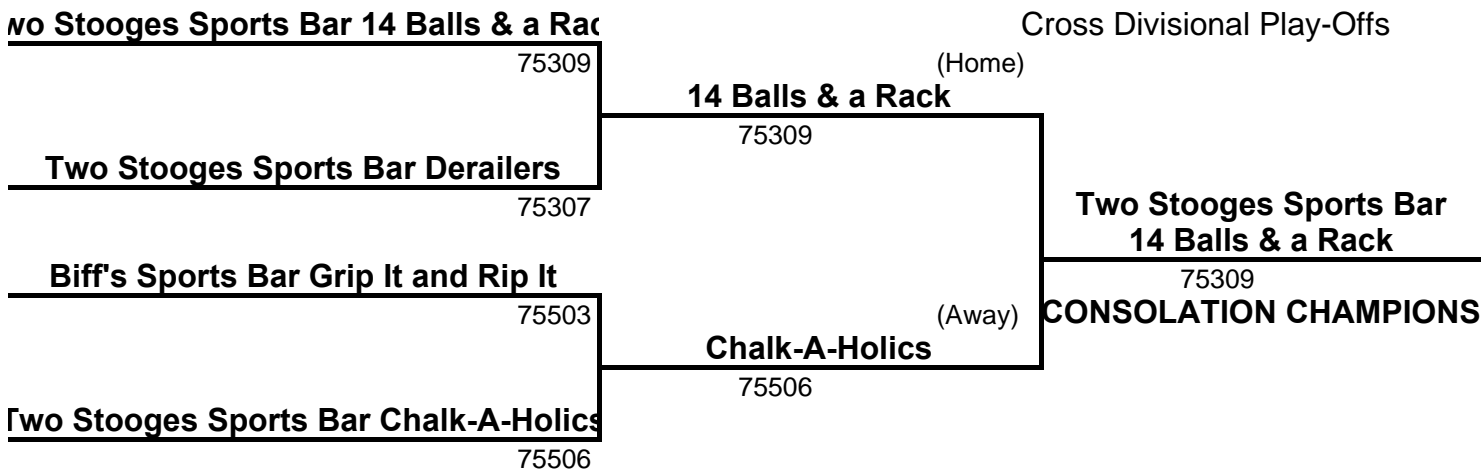 wo Stooges Sports Bar 14 Balls & a Rac
75309
Cross Divisional Play-Offs
(Home)
14 Balls & a Rack
75309
Two Stooges Sports Bar Derailers
75307
Two Stooges Sports Bar
14 Balls & a Rack
75309
CONSOLATION CHAMPIONS
Biff's Sports Bar Grip It and Rip It
75503
(Away)
Chalk-A-Holics
75506
Two Stooges Sports Bar Chalk-A-Holics
75506